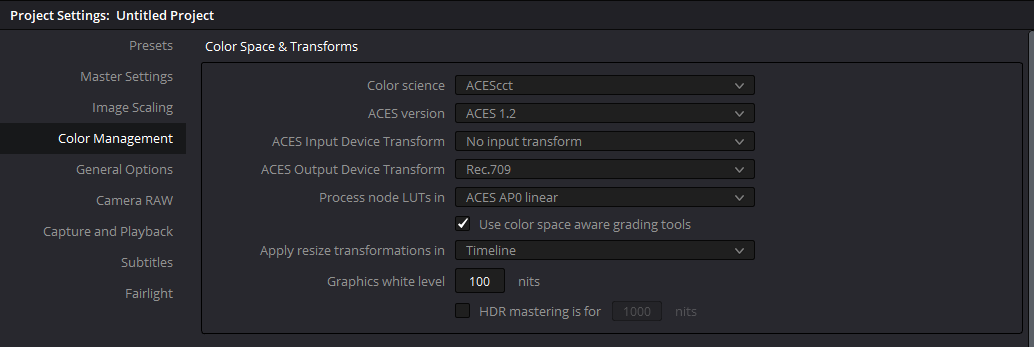 Project Settings: Untitled Project
Presets
Master Settings
Image Scaling
Color Management
General Options
Camera RAW
Capture and Playback
Subtitles
Fairlight
Color Space & Transforms
Color science ACEScct
ACES version ACES 1.2
ACES Input Device Transform No input transform
ACES Output Device Transform Rec.709
Process node LUTs in ACES AP0 linear
Use color space aware grading tools
Apply resize transformations in Timeline
Graphics white level 100 nits
HDR mastering is for 1000 nits